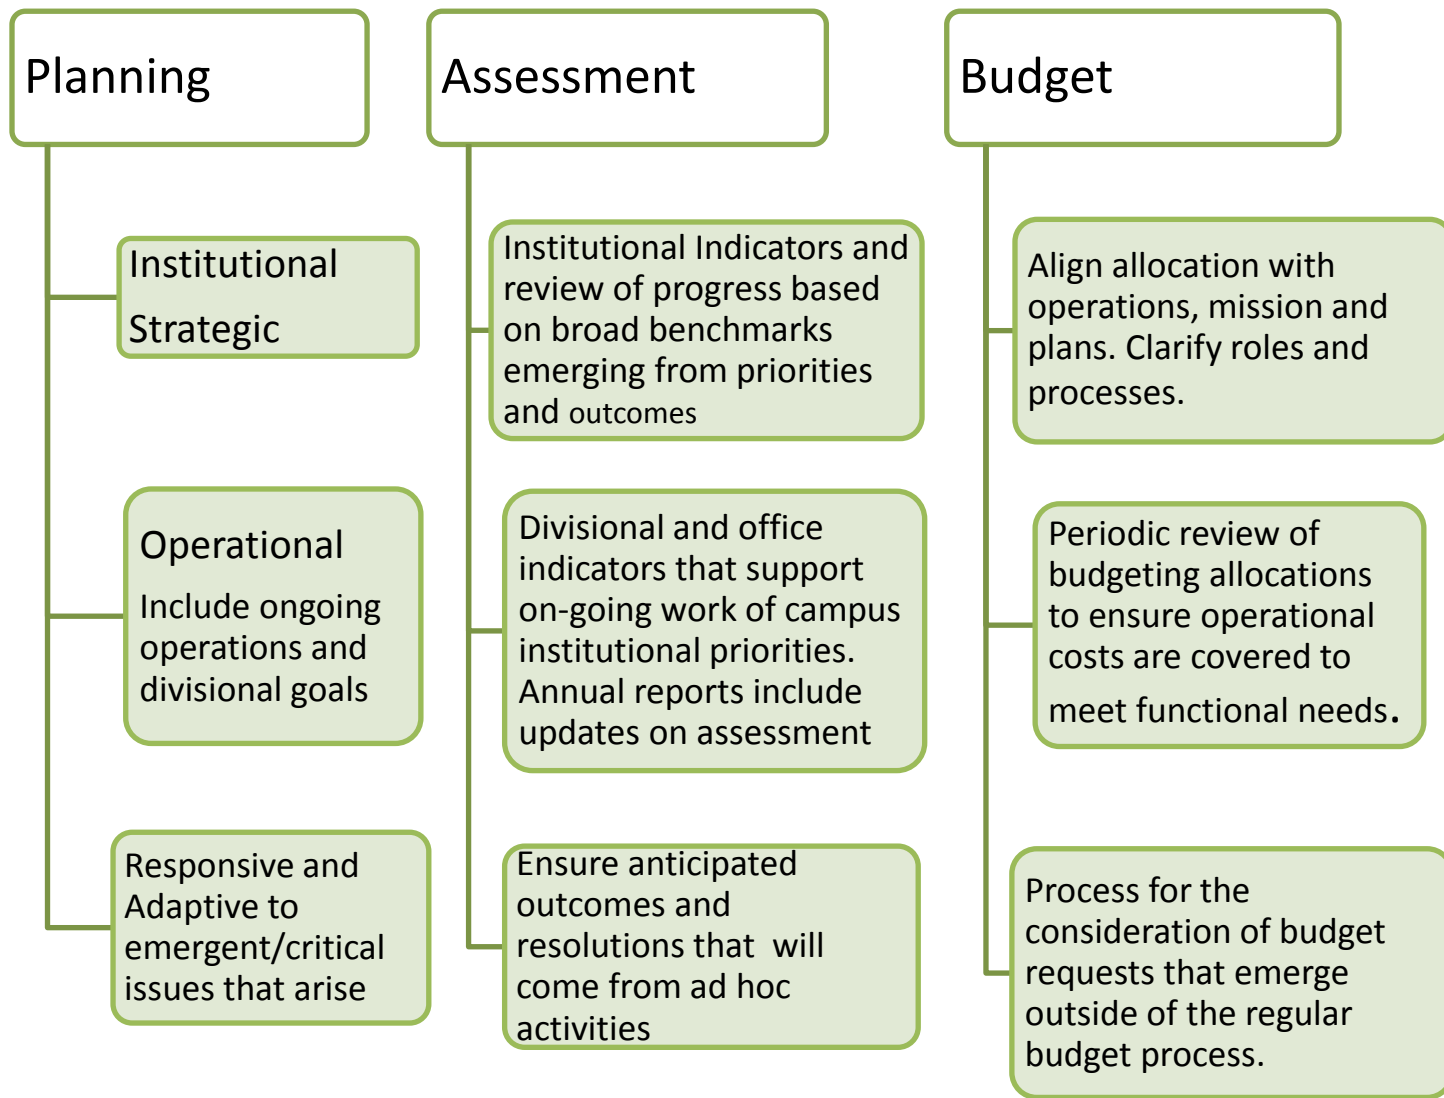 Planning
Institutional
Strategic
Operational
Include ongoing
operations and
divisional goals
Responsive and
Adaptive to
emergent/critical
issues that arise
Assessment
Institutional Indicators and
review of progress based
on broad benchmarks
emerging from priorities
and outcomes
Divisional and office
indicators that support
on-going work of campus
institutional priorities.
Annual reports include
updates on assessment
Ensure anticipated
outcomes and
resolutions that  will
come from ad hoc
activities
Budget
Align allocation with
operations, mission and
plans. Clarify roles and
processes.
Periodic review of
budgeting allocations
to ensure operational
costs are covered to
meet functional needs.
Process for the
consideration of budget
requests that emerge
outside of the regular
budget process.